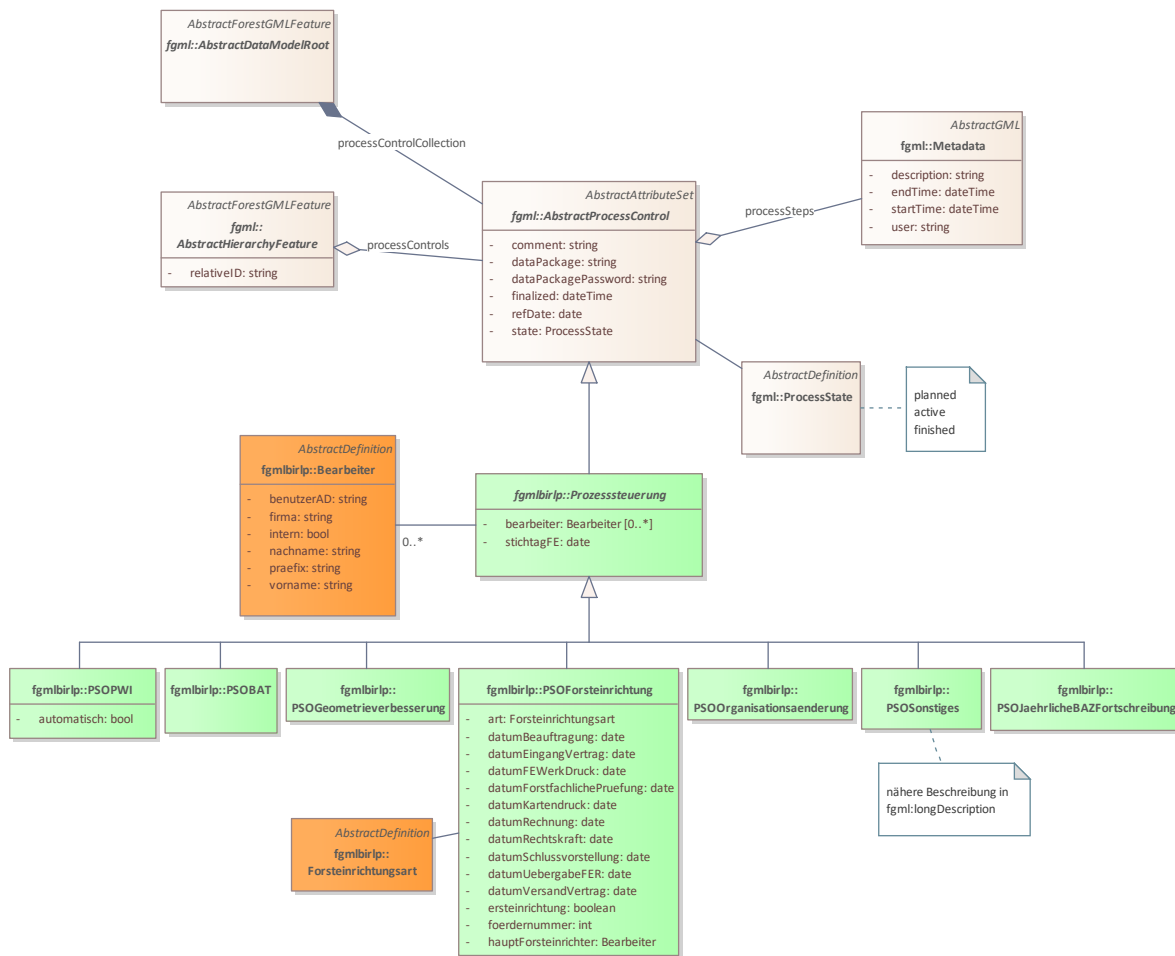 AbstractForestGMLFeature
fgml::AbstractDataModelRoot
processControlCollection
AbstractGML
fgml::Metadata
- description: string
- endTime: dateTime
- startTime: dateTime
- user: string
AbstractForestGMLFeature
fgml::
AbstractHierarchyFeature
- relativeID: string
processControls
AbstractAttributeSet
fgml::AbstractProcessControl
- comment: string
- dataPackage: string
- dataPackagePassword: string
- finalized: dateTime
- refDate: date
- state: ProcessState
processSteps
AbstractDefinition
fgml::ProcessState
planned
active
finished
AbstractDefinition
fgmlbirlp::Bearbeiter
- benutzerAD: string
- firma: string
- intern: bool
- nachname: string
- praefix: string
- vorname: string
0..*
fgmlbirlp::Prozesssteuerung
- bearbeiter: Bearbeiter [0..*]
- stichtagFE: date
fgmlbirlp::PSOPWI
- automatisch: bool
fgmlbirlp::PSOBAT
fgmlbirlp::
PSOGeometrieverbesserung
fgmlbirlp::PSOForsteinrichtung
- art: Forsteinrichtungsart
- datumBeauftragung: date
- datumEingangVertrag: date
- datumFEWerkDruck: date
- datumForstfachlichePruefung: date
- datumKartendruck: date
- datumRechnung: date
- datumRechtskraft: date
- datumSchlussvorstellung: date
- datumUebergabeFER: date
- datumVersandVertrag: date
- ersteinrichtung: boolean
- foerdernummer: int
- hauptForsteinrichter: Bearbeiter
fgmlbirlp::
PSOOrganisationsaenderung
fgmlbirlp::
PSOSonstiges
fgmlbirlp::
PSOJaehrlicheBAZFortschreibung
nähere Beschreibung in
fgml:longDescription
AbstractDefinition
fgmlbirlp::
Forsteinrichtungsart